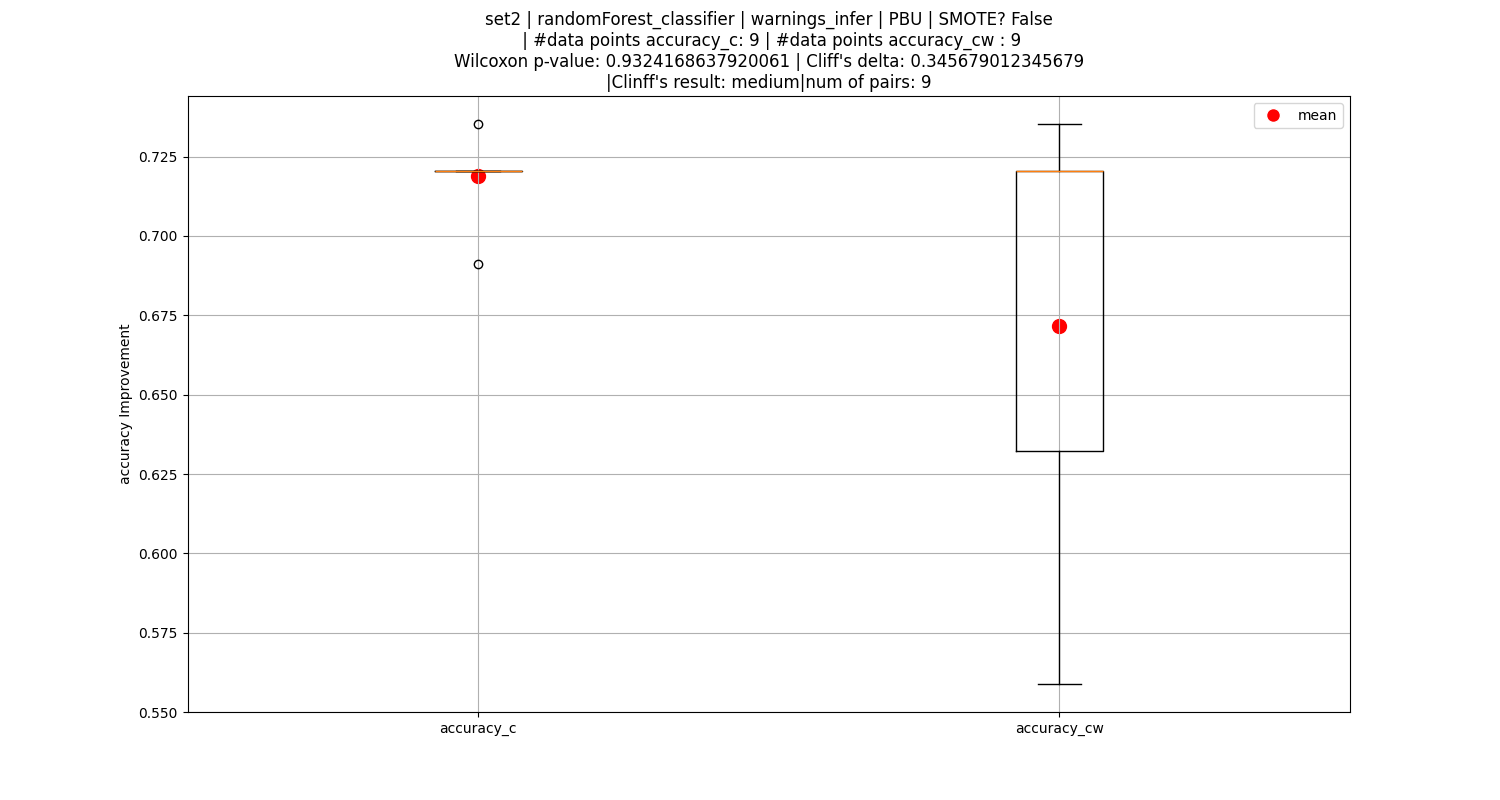 set2 | randomForest_classifier | warnings_infer | PBU | SMOTE? False
| #data points accuracy_c: 9 | #data points accuracy_cw : 9
Wilcoxon p-value: 0.9324168637920061 | Cliff's delta: 0.345679012345679
|Clinff's result: medium|num of pairs: 9
mean
0.725
0.700
0.675
0.650
0.625
0.600
0.575
0.550
accuracy Improvement
accuracy_c
accuracy_cw